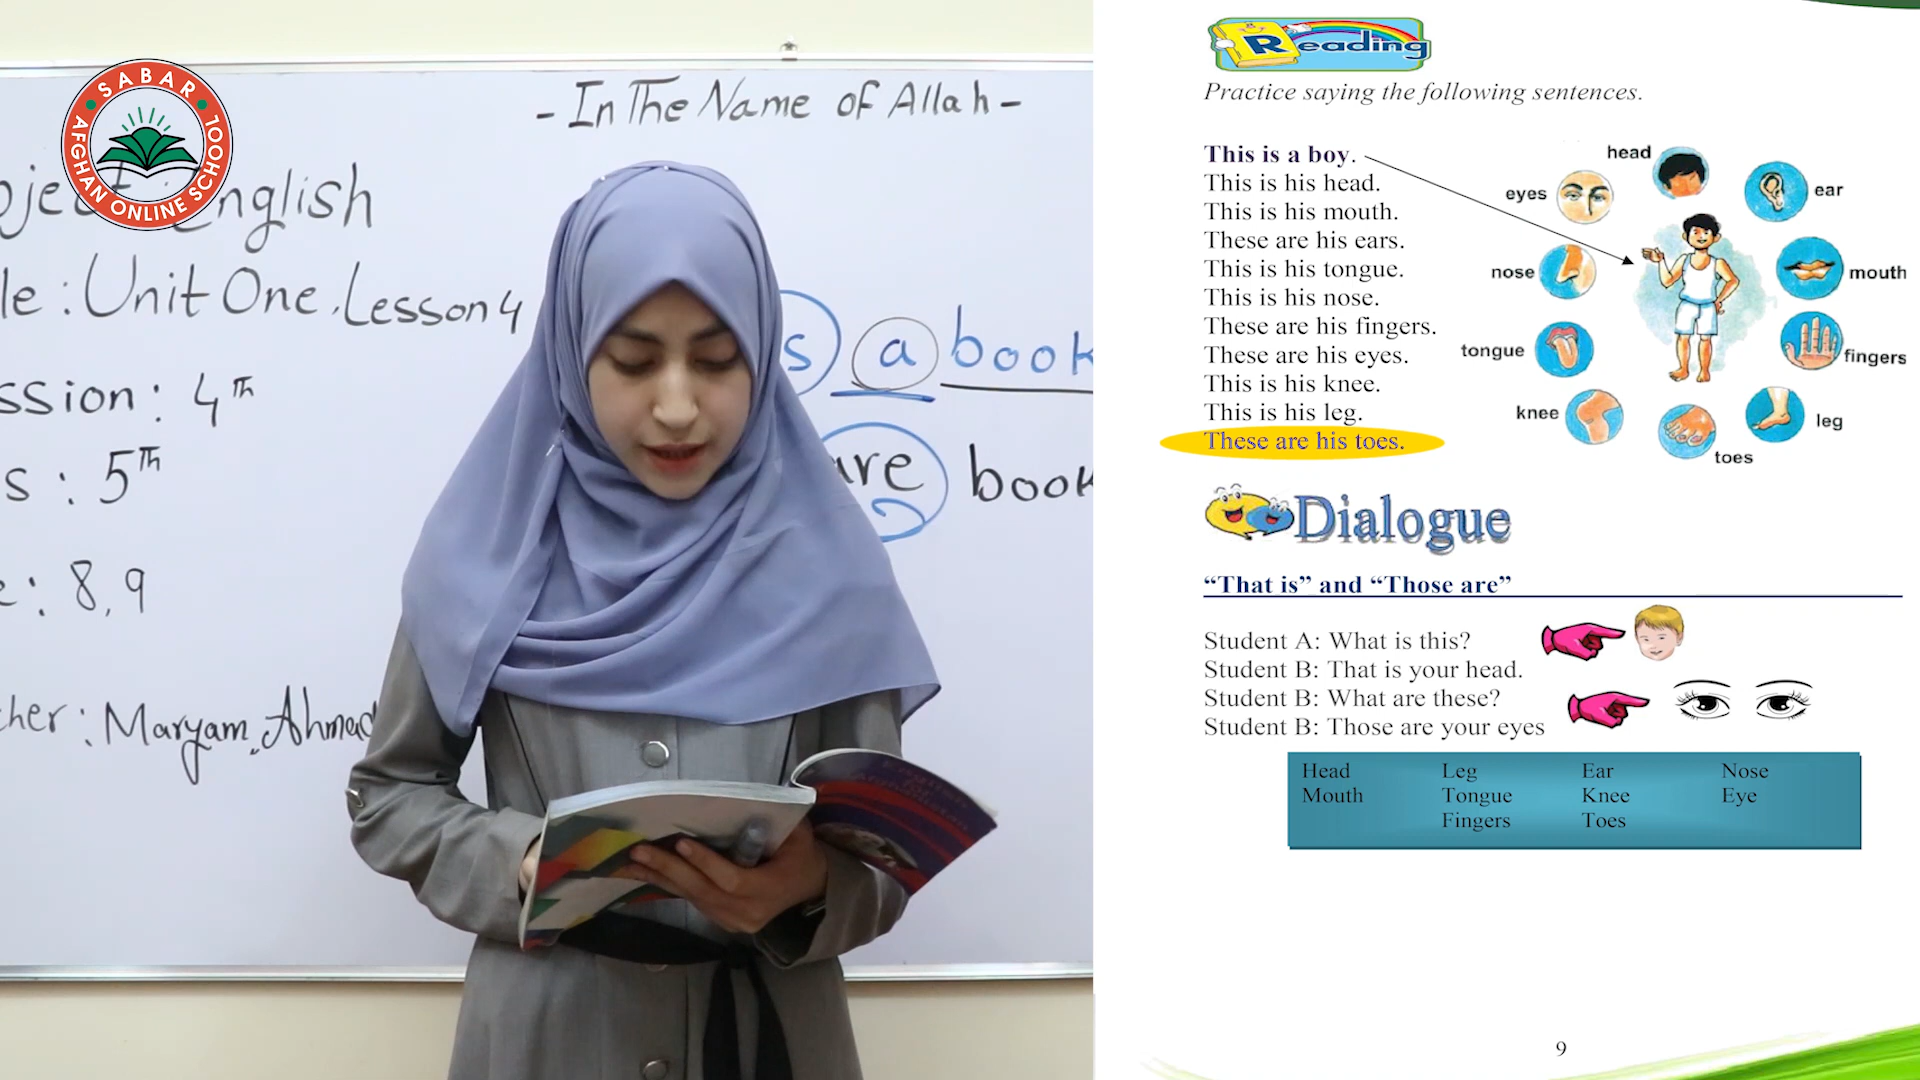 SABAR
AFGHAN ONLINE SCHOOL
- In The Name of Allah -
English
: Unit One, Lesson 4
: 4th
: 5th
: 8,9
: Maryam Ahmad
a book
are book
Reading
Practice saying the following sentences.
This is a boy.
This is his head.
This is his mouth.
These are his ears.
This is his tongue.
This is his nose.
These are his fingers.
These are his eyes.
This is his knee.
This is his leg.
These are his toes.
head
eyes
ear
nose
mouth
tongue
fingers
knee
leg
toes
Dialogue
“That is” and “Those are”
Student A: What is this?
Student B: That is your head.
Student B: What are these?
Student B: Those are your eyes
Head Leg Ear Nose
Mouth Tongue Knee Eye
Fingers Toes
9